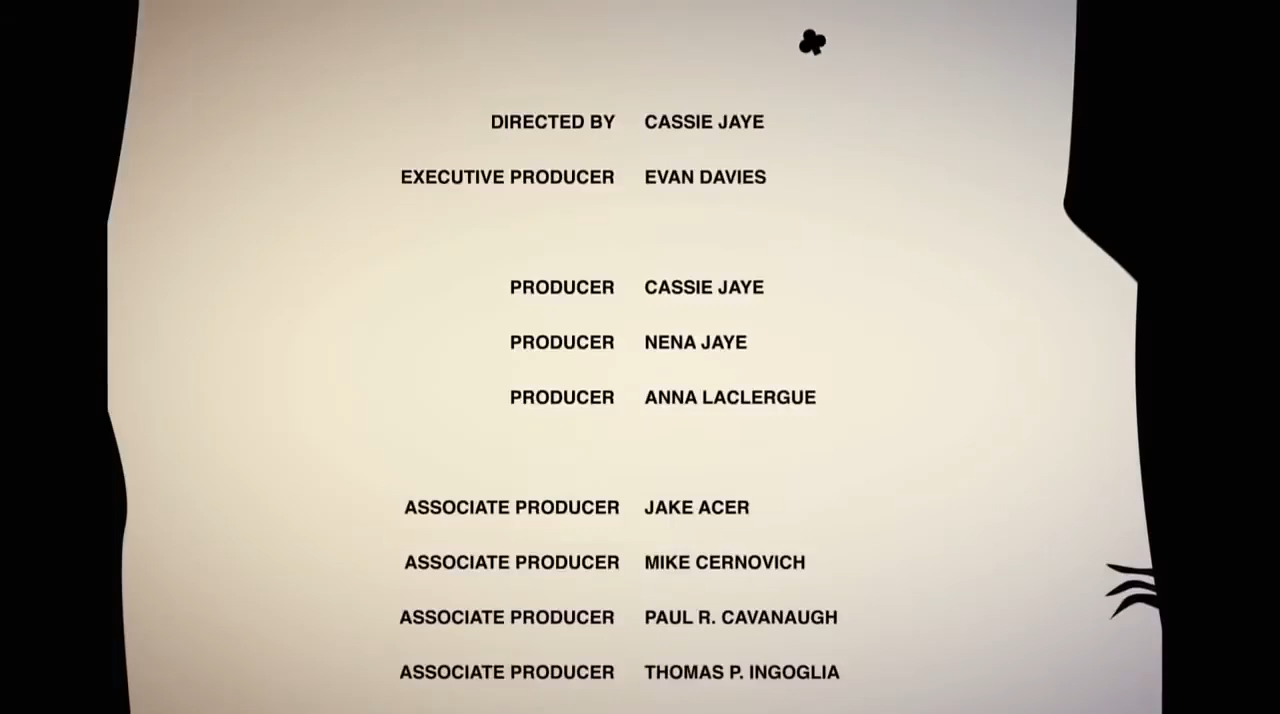 DIRECTED BY CASSIE JAYE
EXECUTIVE PRODUCER EVAN DAVIES
PRODUCER CASSIE JAYE
PRODUCER NENA JAYE
PRODUCER ANNA LACLERGUE
ASSOCIATE PRODUCER JAKE ACER
ASSOCIATE PRODUCER MIKE CERNOVICH
ASSOCIATE PRODUCER PAUL R. CAVANAUGH
ASSOCIATE PRODUCER THOMAS P. INGOGLIA